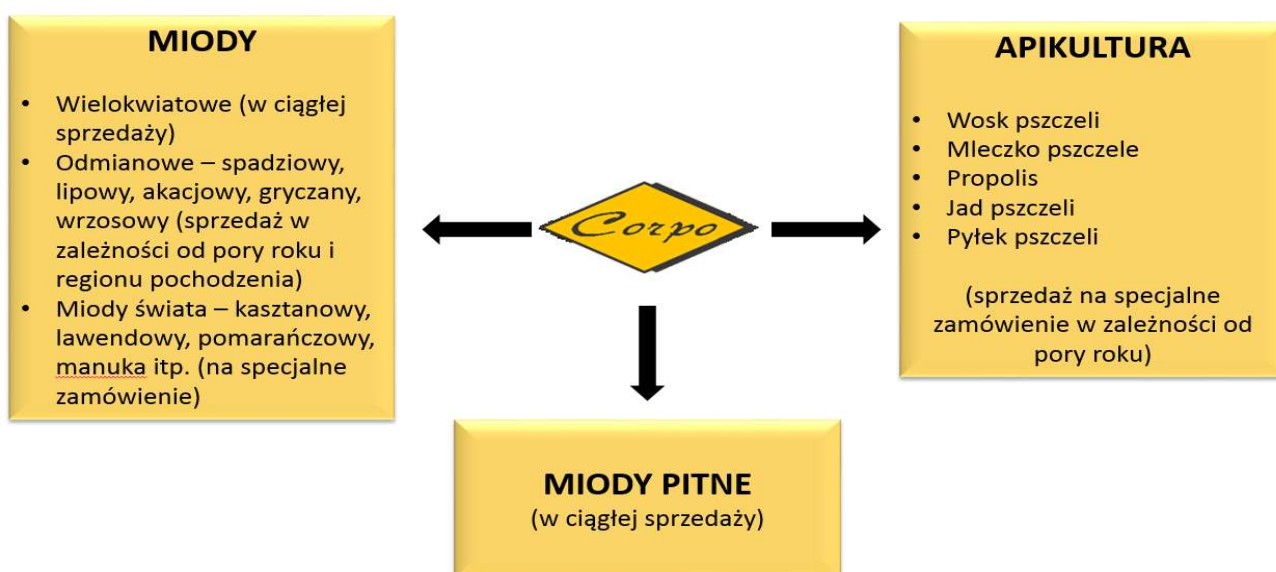 MIODY
• Wielokwiatowe (w ciągłej
sprzedaży)
• Odmianowe – spadziowy,
lipowy, akacjowy, gryczany,
wrzosowy (sprzedaż w
zależności od pory roku i
regionu pochodzenia)
• Miody świata – kasztanowy,
lawendowy, pomarańczowy,
manuka itp. (na specjalne
zamówienie)
Corpo
APIKULTURA
• Wosk pszczeli
• Mleczko pszczele
• Propolis
• Jad pszczeli
• Pyłek pszczeli
(sprzedaż na specjalne
zamówienie w zależności od
pory roku)
MIODY PITNE
(w ciągłej sprzedaży)